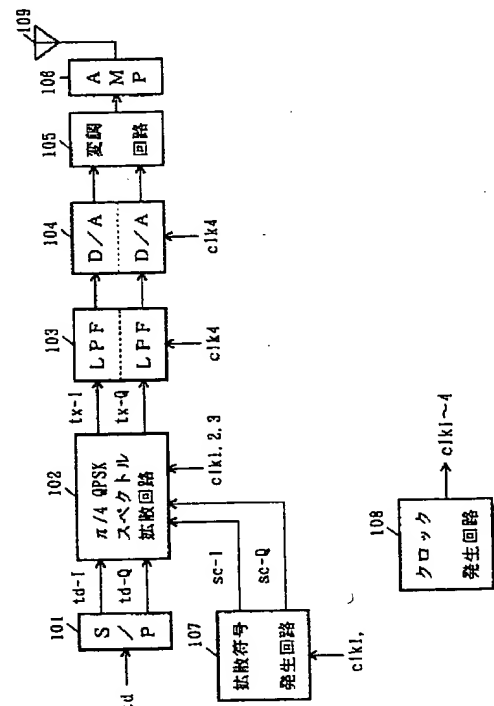 101
S/P
td-I
td-Q
102
π/4 QPSK
スペクトル
拡散回路
clk1,2,3
tx-I
tx-Q
103
LPF
LPF
clk4
104
D/A
D/A
clk4
105
変調
回路
106
AMP
109
107
拡散符号
発生回路
sc-I
sc-Q
clk1,
108
クロック
発生回路
clk1~4